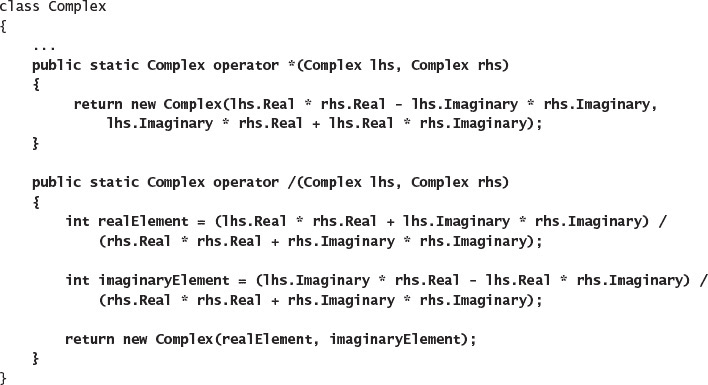 class Complex
{
    ...
    public static Complex operator *(Complex lhs, Complex rhs)
    {
         return new Complex(lhs.Real * rhs.Real - lhs.Imaginary * rhs.Imaginary,
             lhs.Imaginary * rhs.Real + lhs.Real * rhs.Imaginary);
    }

    public static Complex operator /(Complex lhs, Complex rhs)
    {
        int realElement = (lhs.Real * rhs.Real + lhs.Imaginary * rhs.Imaginary) /
            (rhs.Real * rhs.Real + rhs.Imaginary * rhs.Imaginary);

        int imaginaryElement = (lhs.Imaginary * rhs.Real - lhs.Real * rhs.Imaginary) /
            (rhs.Real * rhs.Real + rhs.Imaginary * rhs.Imaginary);

        return new Complex(realElement, imaginaryElement);
    }
}